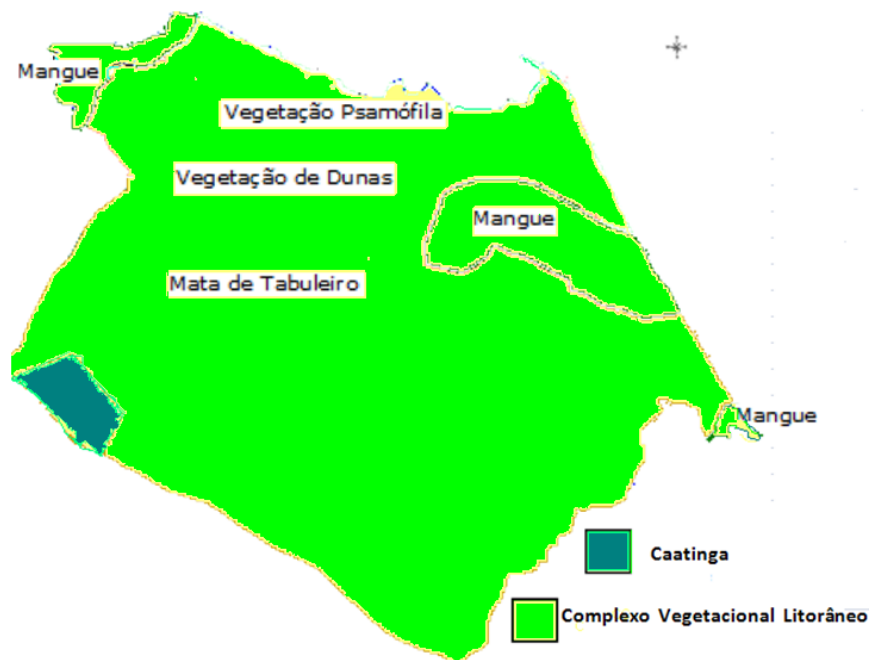 Mangue
Vegetação Psamófila
Vegetação de Dunas
Mangue
Mata de Tabuleiro
Mangue
Caatinga
Complexo Vegetacional Litorâneo